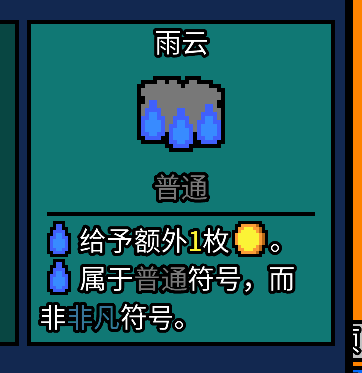 雨云
普通
给予额外1枚。
属于普通符号，而
非非凡符号。